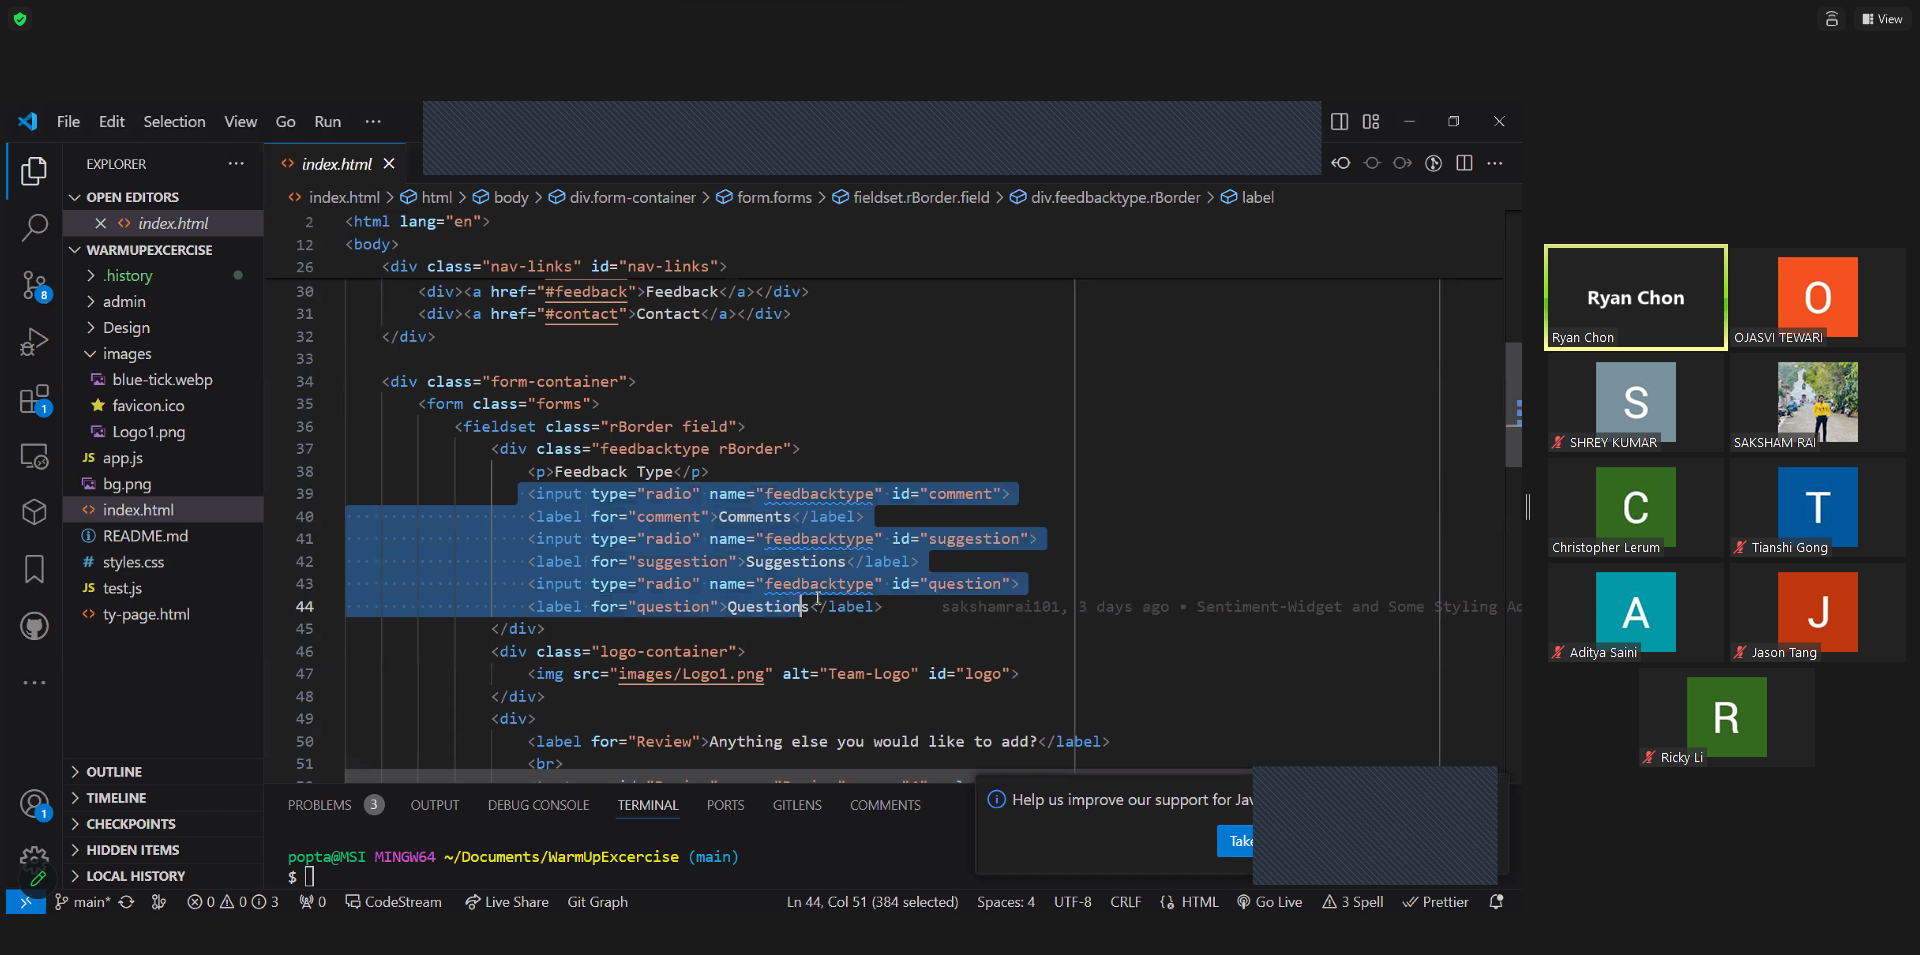 View
File Edit Selection View Go Run ···
EXPLORER ···
index.html
OPEN EDITORS
index.html
WARMUPEXCERCISE
.history
admin
Design
images
blue-tick.webp
favicon.ico
Logo1.png
JS app.js
bg.png
index.html
README.md
# styles.css
JS test.js
ty-page.html
OUTLINE
TIMELINE
CHECKPOINTS
HIDDEN ITEMS
LOCAL HISTORY
8
1
1
index.html > html > body > div.form-container > form.forms > fieldset.rBorder.field > div.feedbacktype.rBorder > label
2 <html lang="en">
12 <body>
26 <div class="nav-links" id="nav-links">
30 <div><a href="#feedback">Feedback</a></div>
31 <div><a href="#contact">Contact</a></div>
32 </div>
33
34 <div class="form-container">
35 <form class="forms">
36 <fieldset class="rBorder field">
37 <div class="feedbacktype rBorder">
38 <p>Feedback Type</p>
39 <input type="radio" name="feedbacktype" id="comment">
40 <label for="comment">Comments</label>
41 <input type="radio" name="feedbacktype" id="suggestion">
42 <label for="suggestion">Suggestions</label>
43 <input type="radio" name="feedbacktype" id="question">
44 <label for="question">Questions</label> sakshamrai101, 3 days ago • Sentiment-Widget and Some Styling Ad
45 </div>
46 <div class="logo-container">
47 <img src="images/Logo1.png" alt="Team-Logo" id="logo">
48 </div>
49 <div>
50 <label for="Review">Anything else you would like to add?</label>
51 <br>
PROBLEMS 3 OUTPUT DEBUG CONSOLE TERMINAL PORTS GITLENS COMMENTS
popta@MSI MINGW64 ~/Documents/WarmUpExcercise (main)
$
Help us improve our support for Jav
Take
main* 0 0 3 0 CodeStream Live Share Git Graph Ln 44, Col 51 (384 selected) Spaces: 4 UTF-8 CRLF HTML Go Live 3 Spell Prettier
Ryan Chon
Ryan Chon
O
OJASVI TEWARI
S
SHREY KUMAR
SAKSHAM RAI
C
Christopher Lerum
T
Tianshi Gong
A
Aditya Saini
J
Jason Tang
R
Ricky Li